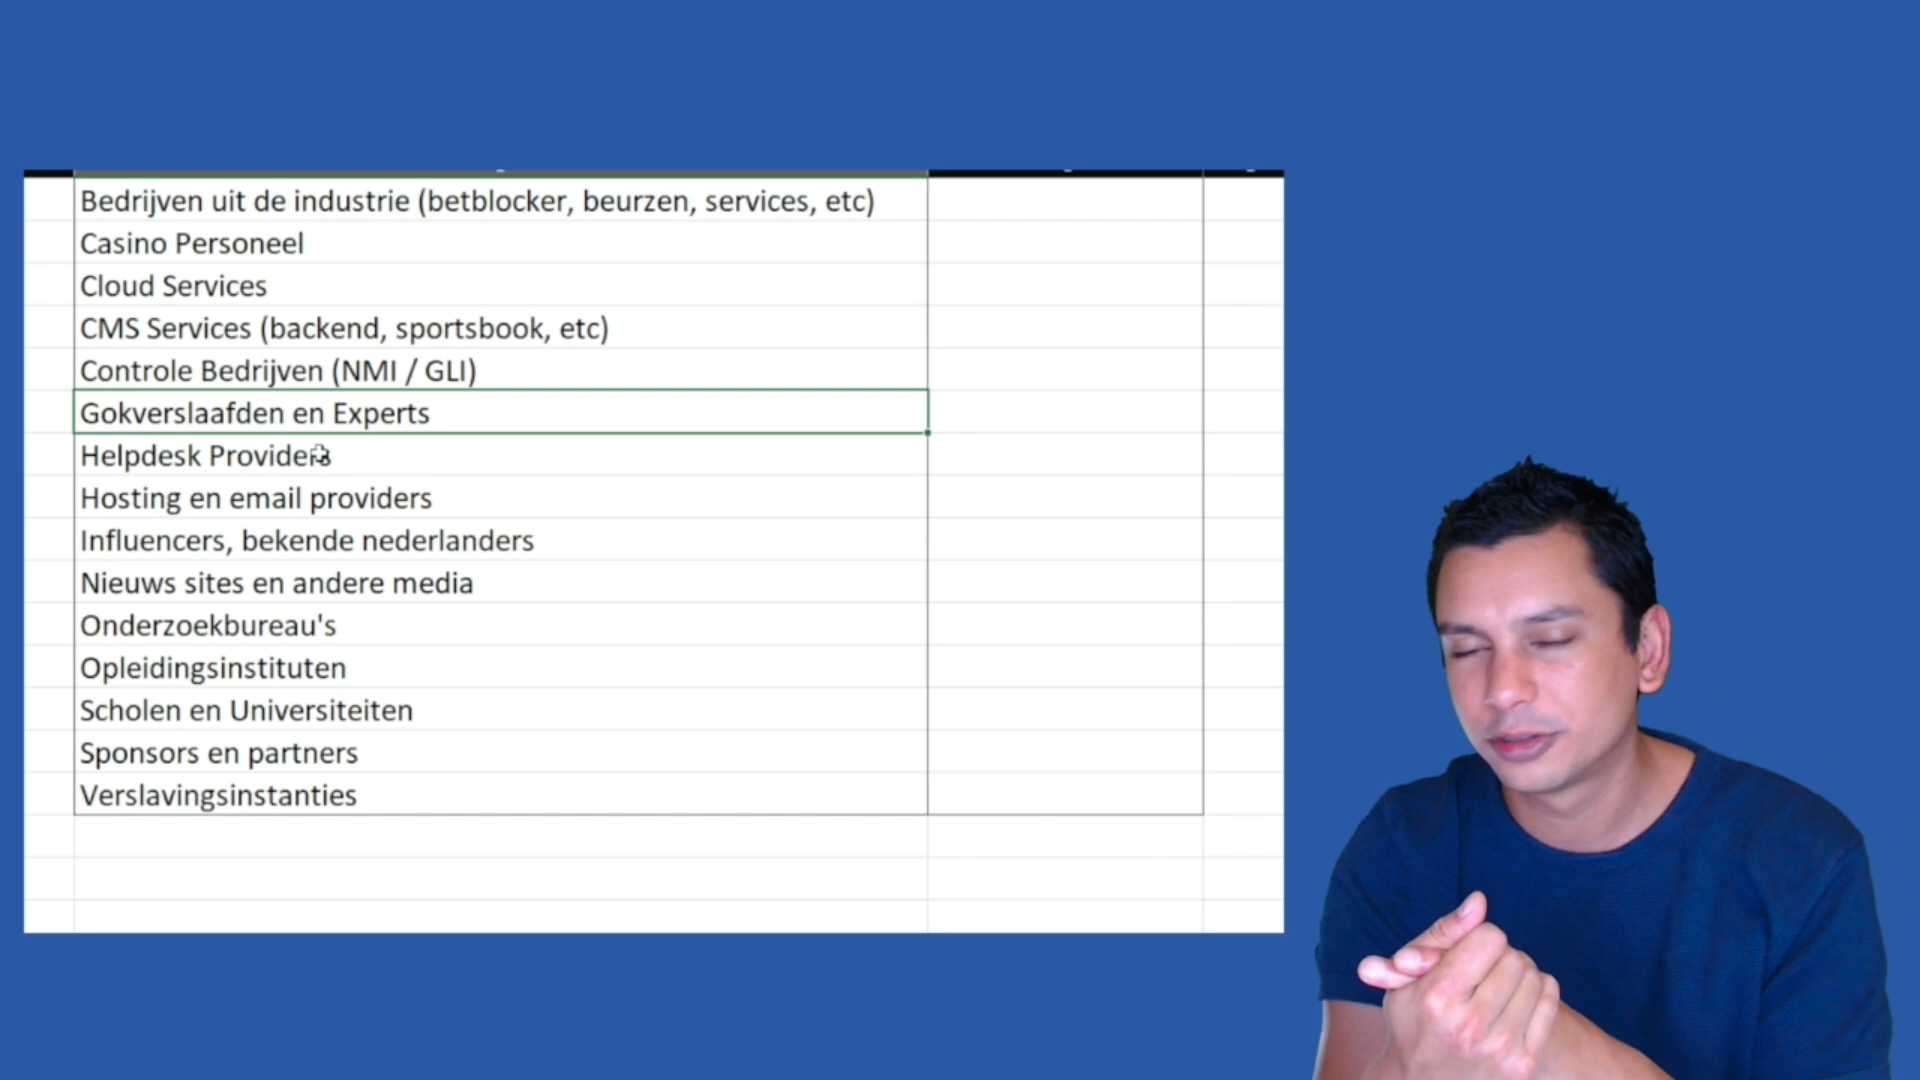 Bedrijven uit de industrie (betblocker, beurzen, services, etc)
Casino Personeel
Cloud Services
CMS Services (backend, sportsbook, etc)
Controle Bedrijven (NMI / GLI)
Gokverslaafden en Experts
Helpdesk Providers
Hosting en email providers
Influencers, bekende nederlanders
Nieuws sites en andere media
Onderzoekbureau's
Opleidingsinstituten
Scholen en Universiteiten
Sponsors en partners
Verslavingsinstanties